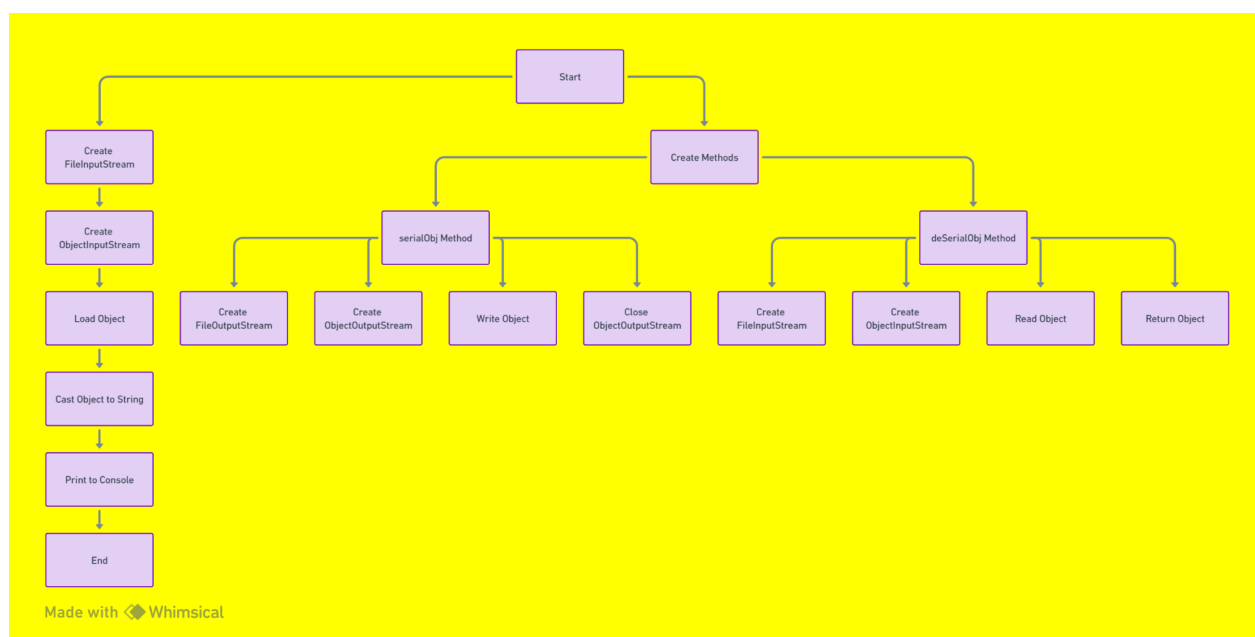 Start
Create
FileInputStream
Create Methods
Create
ObjectInputStream
serialObj Method
deSerialObj Method
Load Object
Create
FileOutputStream
Create
ObjectOutputStream
Write Object
Close
ObjectOutputStream
Create
FileInputStream
Create
ObjectInputStream
Read Object
Return Object
Cast Object to String
Print to Console
End
Made with Whimsical